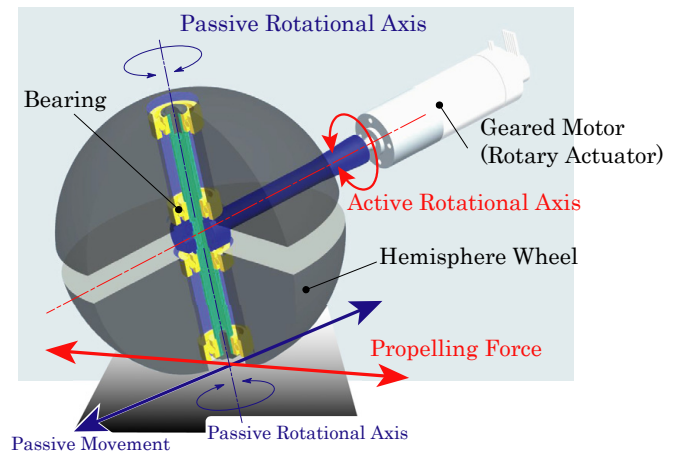 Passive Rotational Axis
Bearing
Geared Motor
(Rotary Actuator)
Active Rotational Axis
Hemisphere Wheel
Propelling Force
Passive Movement
Passive Rotational Axis